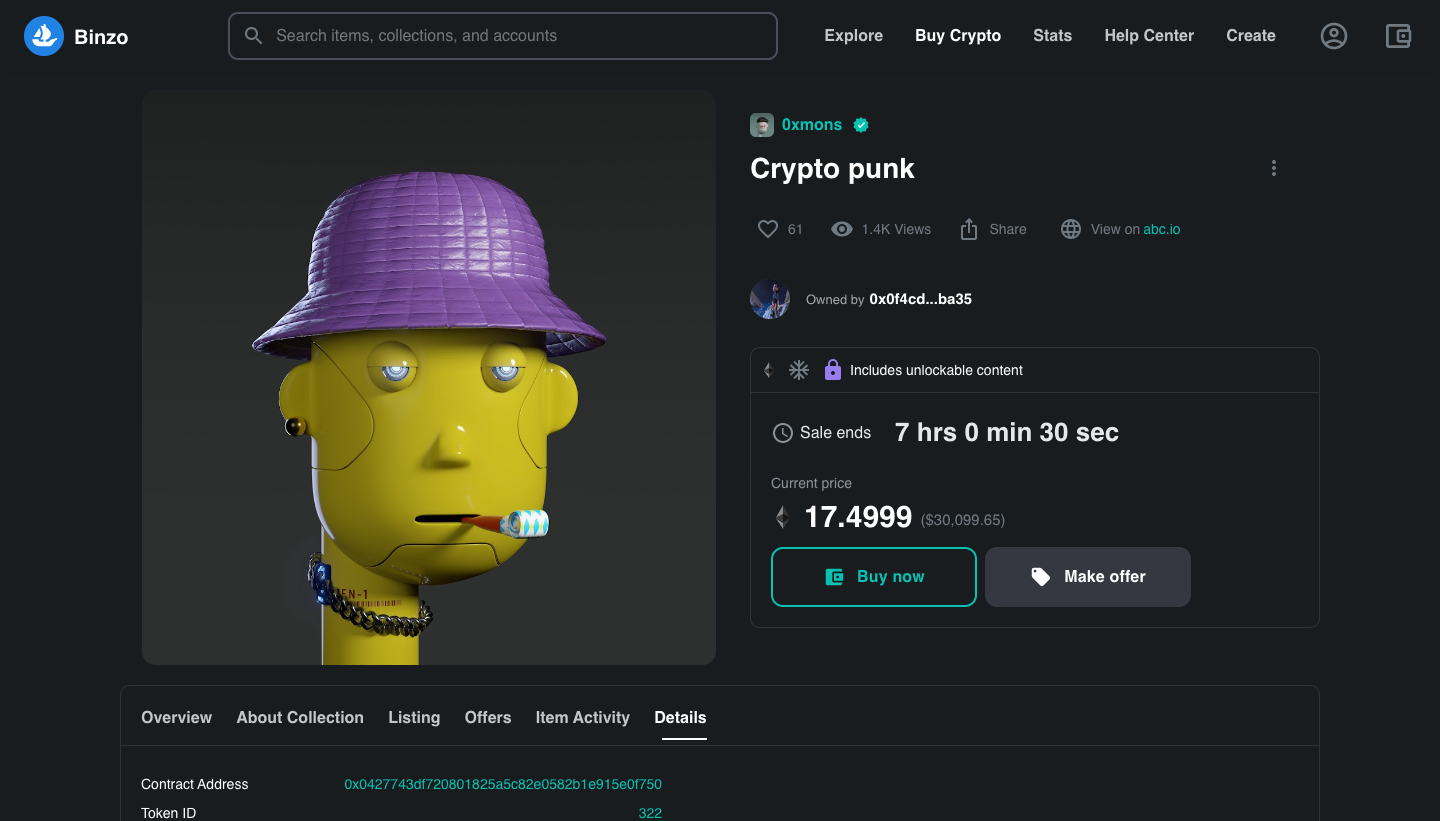 Binzo
Search items, collections, and accounts
Explore
Buy Crypto
Stats
Help Center
Create
0xmons
Crypto punk
61
1.4K Views
Share
View on abc.io
Owned by 0x0f4cd...ba35
Includes unlockable content
Sale ends 7 hrs 0 min 30 sec
Current price
17.4999 ($30,099.65)
Buy now
Make offer
EN-1
Overview
About Collection
Listing
Offers
Item Activity
Details
Contract Address 0x0427743df720801825a5c82e0582b1e915e0f750
Token ID 322